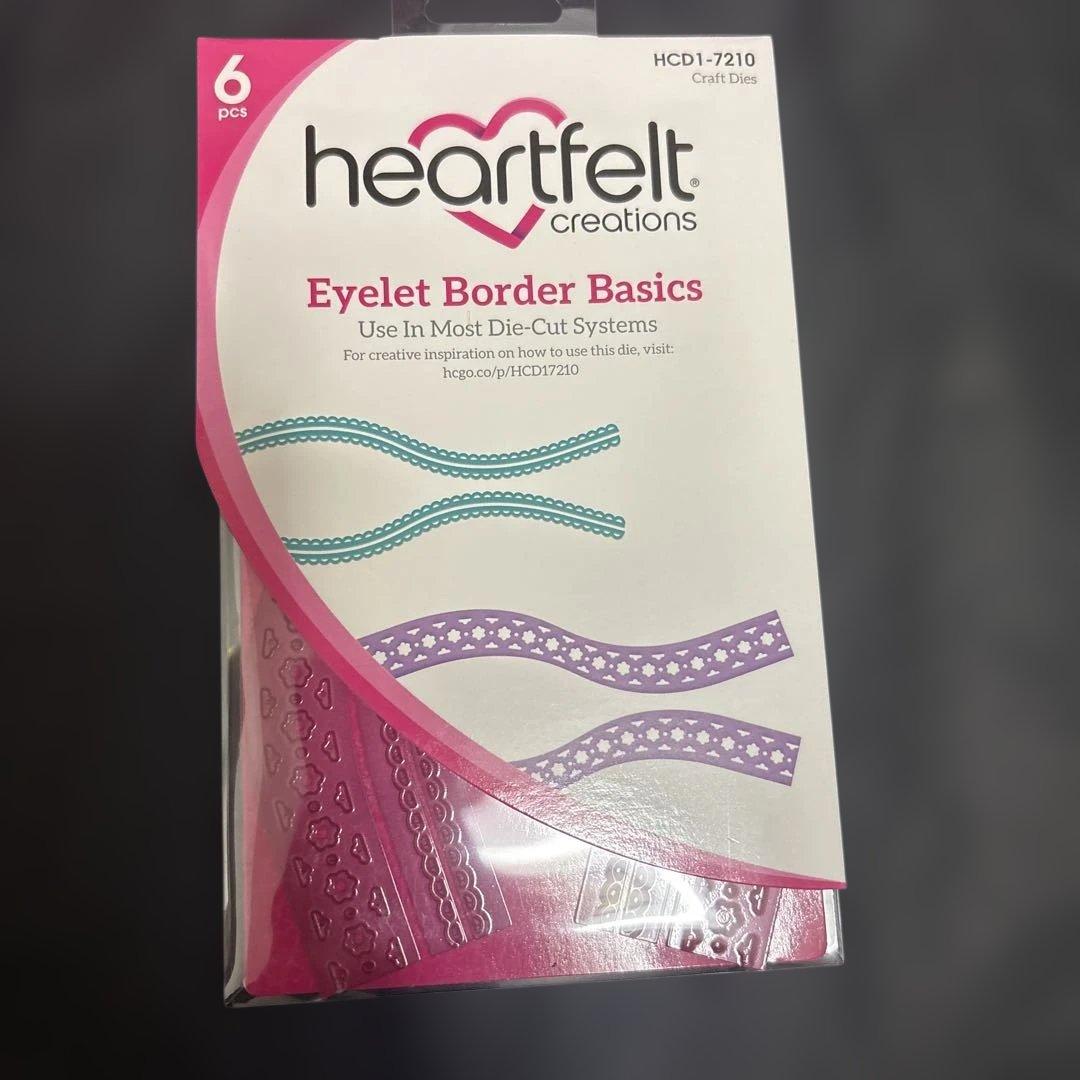 6
pcs
HCD1-7210
Craft Dies
heartfelt®
creations
Eyelet Border Basics
Use In Most Die-Cut Systems
For creative inspiration on how to use this die, visit:
hcgo.co/p/HCD17210